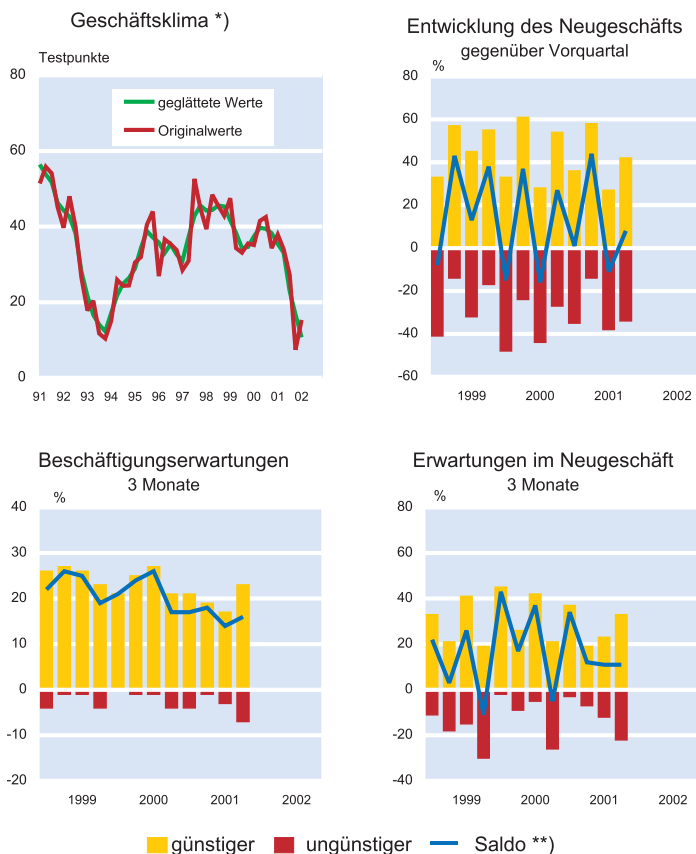 Geschäftsklima *)
Testpunkte
80
60
40
20
0
geglättete Werte
Originalwerte
91 92 93 94 95 96 97 98 99 00 01 02
Entwicklung des Neugeschäfts
gegenüber Vorquartal
%
80
60
40
20
0
-20
-40
-60
1999 2000 2001 2002
Beschäftigungserwartungen
3 Monate
%
40
30
20
10
0
-10
-20
1999 2000 2001 2002
Erwartungen im Neugeschäft
3 Monate
%
80
60
40
20
0
-20
-40
1999 2000 2001 2002
günstiger ungünstiger Saldo **)